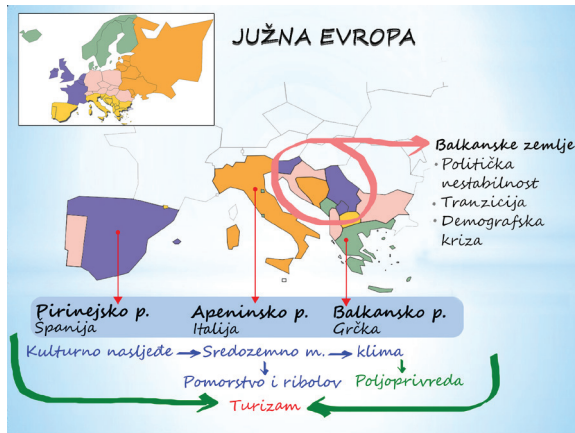 JUŽNA EVROPA
Balkanske zemlje
• Politička
nestabilnost
• Tranzicija
• Demografska
kriza
Pirinejsko p.
Španija
Apeninsko p.
Italija
Balkansko p.
Grčka
Kulturno nasljeđe → Sredozemno m. → klima
Pomorstvo i ribolov
Poljoprivreda
Turizam